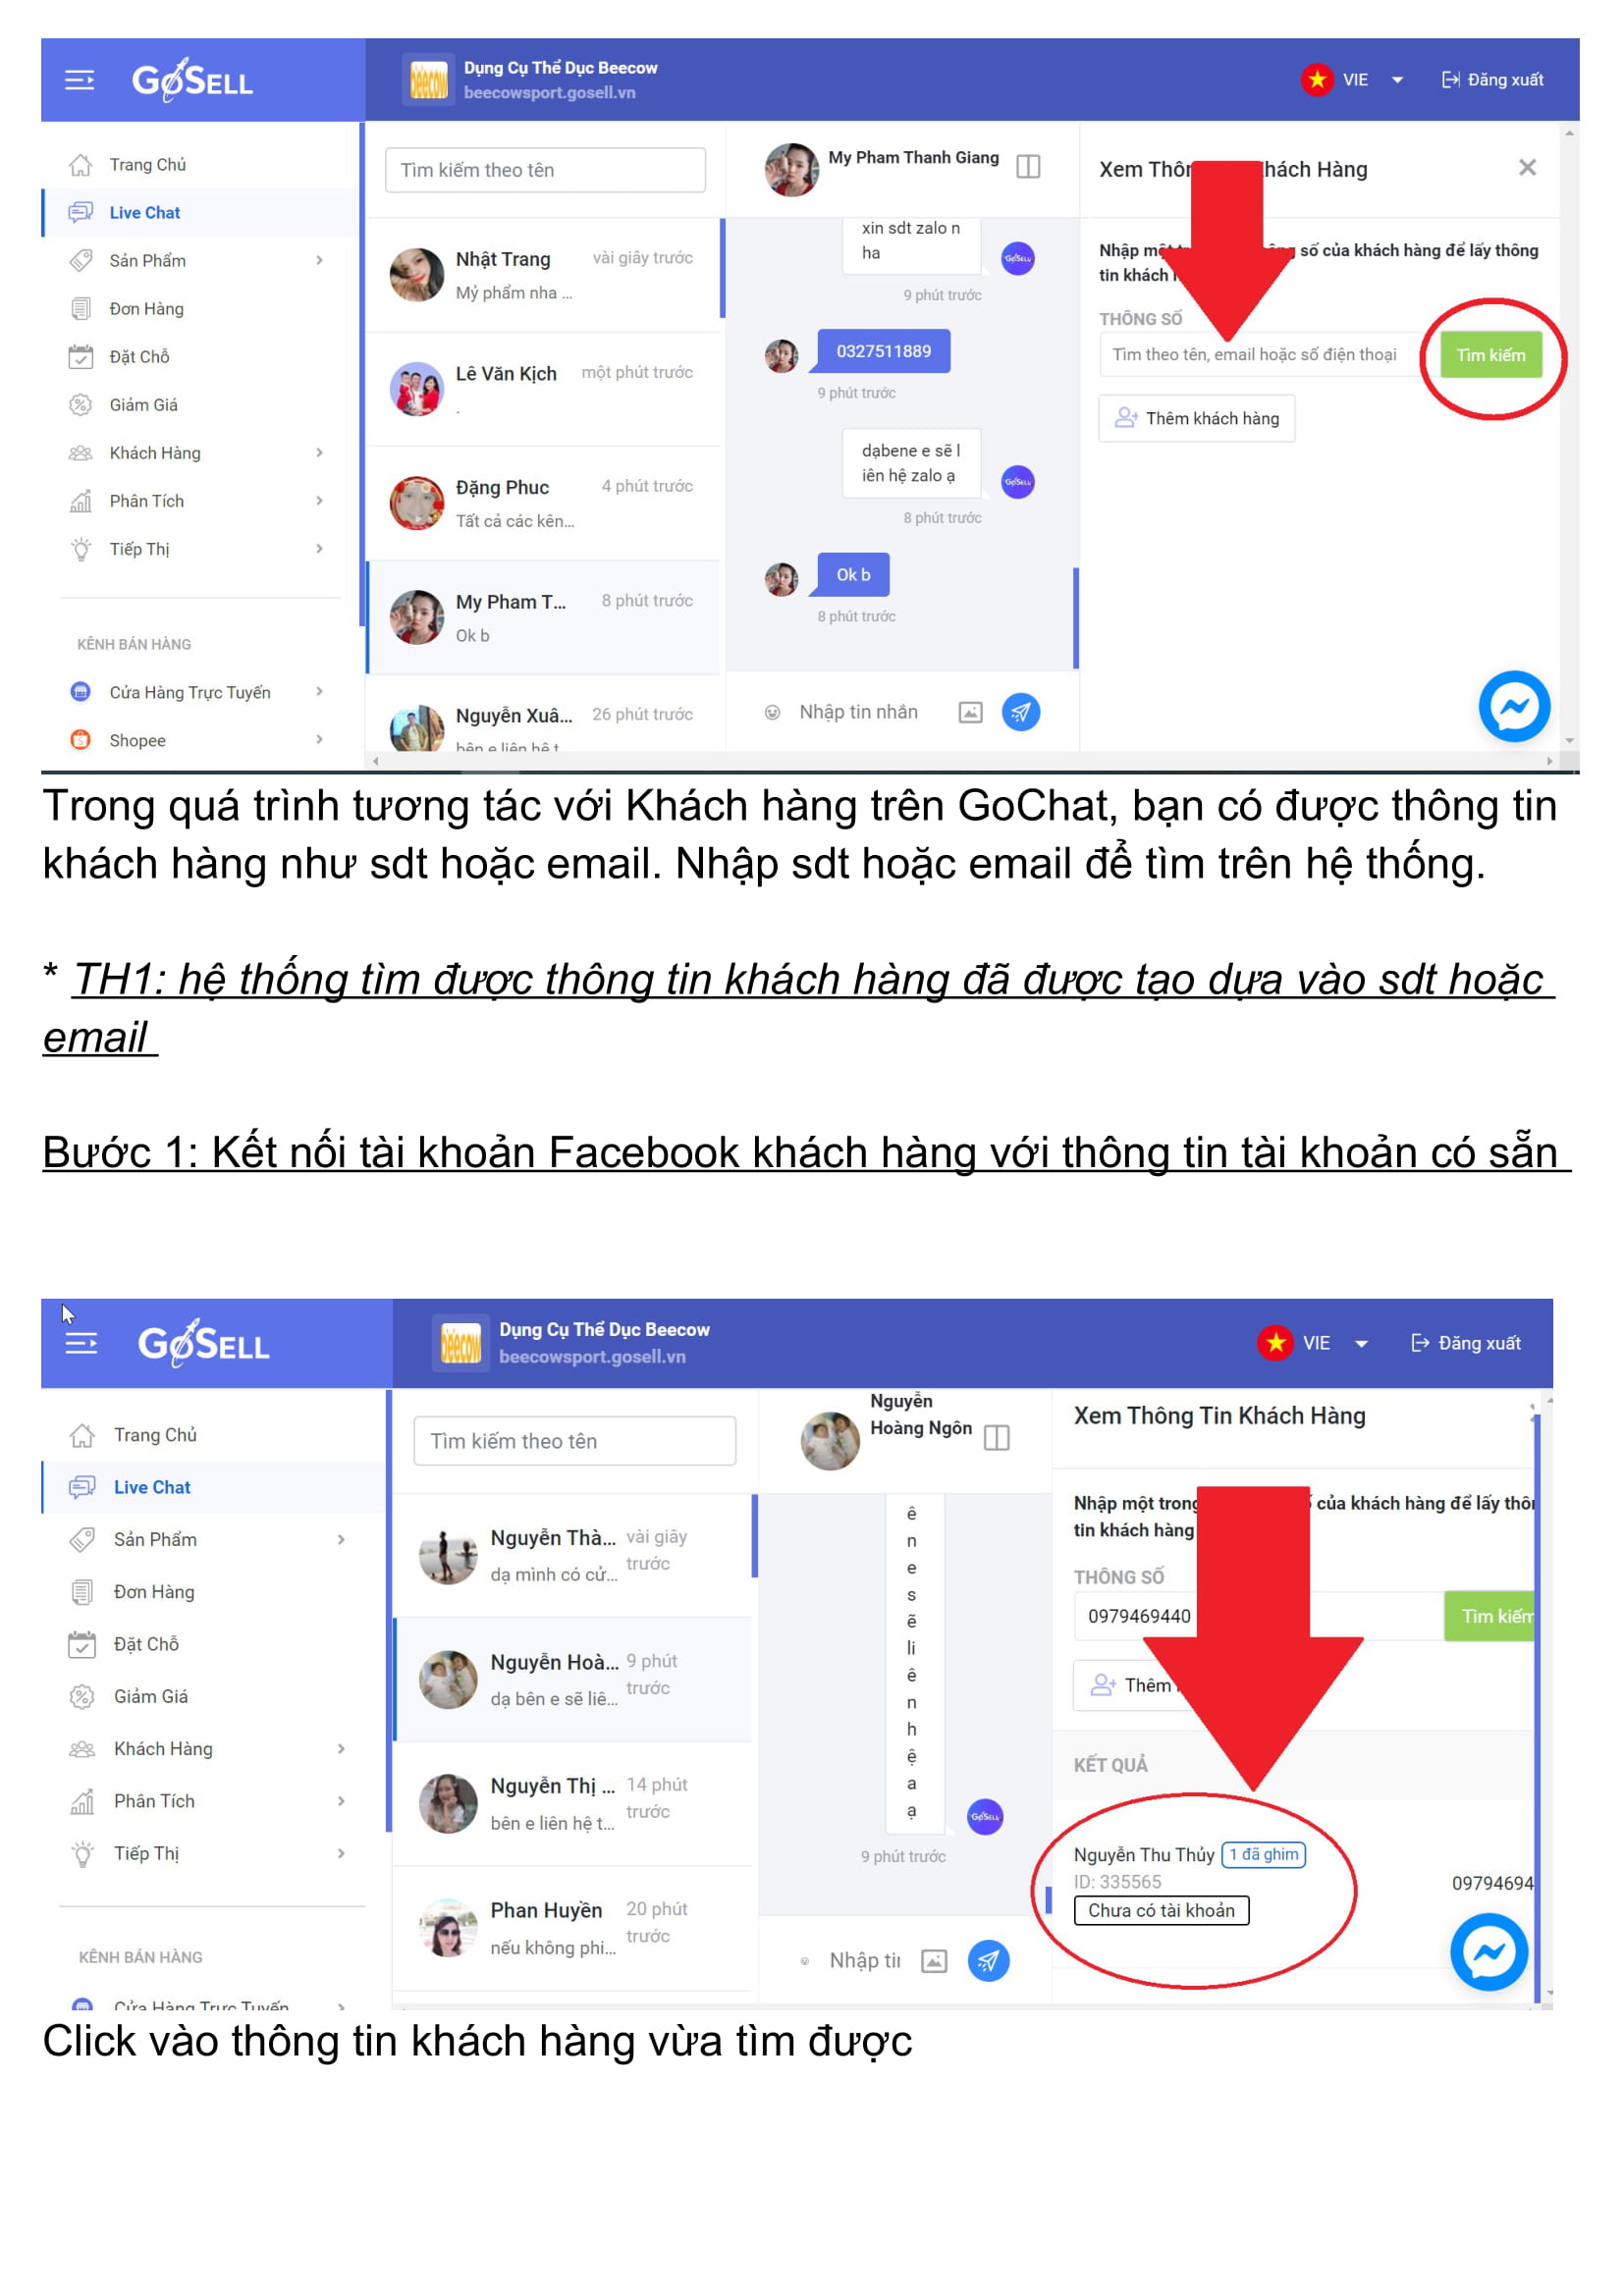 GoSELL
Dụng Cụ Thể Dục Beecow
beecowsport.gosell.vn
VIE
Đăng xuất
Trang Chủ
Live Chat
Sản Phẩm
Đơn Hàng
Đặt Chỗ
Giảm Giá
Khách Hàng
Phân Tích
Tiếp Thị
KÊNH BÁN HÀNG
Cửa Hàng Trực Tuyến
Shopee
Tìm kiếm theo tên
Nhật Trang vài giây trước
Mỷ phẩm nha ...
Lê Văn Kịch một phút trước
.
Đặng Phuc 4 phút trước
Tất cả các kên...
My Pham T... 8 phút trước
Ok b
Nguyễn Xuâ... 26 phút trước
bên e liên hệ t
My Pham Thanh Giang
xin sdt zalo n
ha
9 phút trước
0327511889
9 phút trước
dạbene e sẽ l
iên hệ zalo ạ
8 phút trước
Ok b
8 phút trước
Nhập tin nhắn
Xem Thôn hách Hàng
Nhập mộ số của khách hàng để lấy thông
tin khách
THÔNG SỐ
Tìm theo tên, email hoặc số điện thoại
Tìm kiếm
Thêm khách hàng
Trong quá trình tương tác với Khách hàng trên GoChat, bạn có được thông tin
khách hàng như sdt hoặc email. Nhập sdt hoặc email để tìm trên hệ thống.
* TH1: hệ thống tìm được thông tin khách hàng đã được tạo dựa vào sdt hoặc
email
Bước 1: Kết nối tài khoản Facebook khách hàng với thông tin tài khoản có sẵn
GoSELL
Dụng Cụ Thể Dục Beecow
beecowsport.gosell.vn
VIE
Đăng xuất
Trang Chủ
Live Chat
Sản Phẩm
Đơn Hàng
Đặt Chỗ
Giảm Giá
Khách Hàng
Phân Tích
Tiếp Thị
KÊNH BÁN HÀNG
Cửa Hàng Trực Tuyến
Tìm kiếm theo tên
Nguyễn Thà... vài giây
trước
dạ mình có cử...
Nguyễn Hoà... 9 phút
trước
dạ bên e sẽ liê...
Nguyễn Thị ... 14 phút
trước
bên e liên hệ t...
Phan Huyền 20 phút
trước
nếu không phi...
Nguyễn
Hoàng Ngôn
ê
n
e
s
ẽ
li
ê
n
h
ệ
a
ạ
9 phút trước
Nhập tii
Xem Thông Tin Khách Hàng
Nhập một trong của khách hàng để lấy thôn
tin khách hàng
THÔNG SỐ
0979469440
Tìm kiếm
Thêm
KẾT QUẢ
Nguyễn Thu Thủy 1 đã ghim
ID: 335565
Chưa có tài khoản
09794694
Click vào thông tin khách hàng vừa tìm được